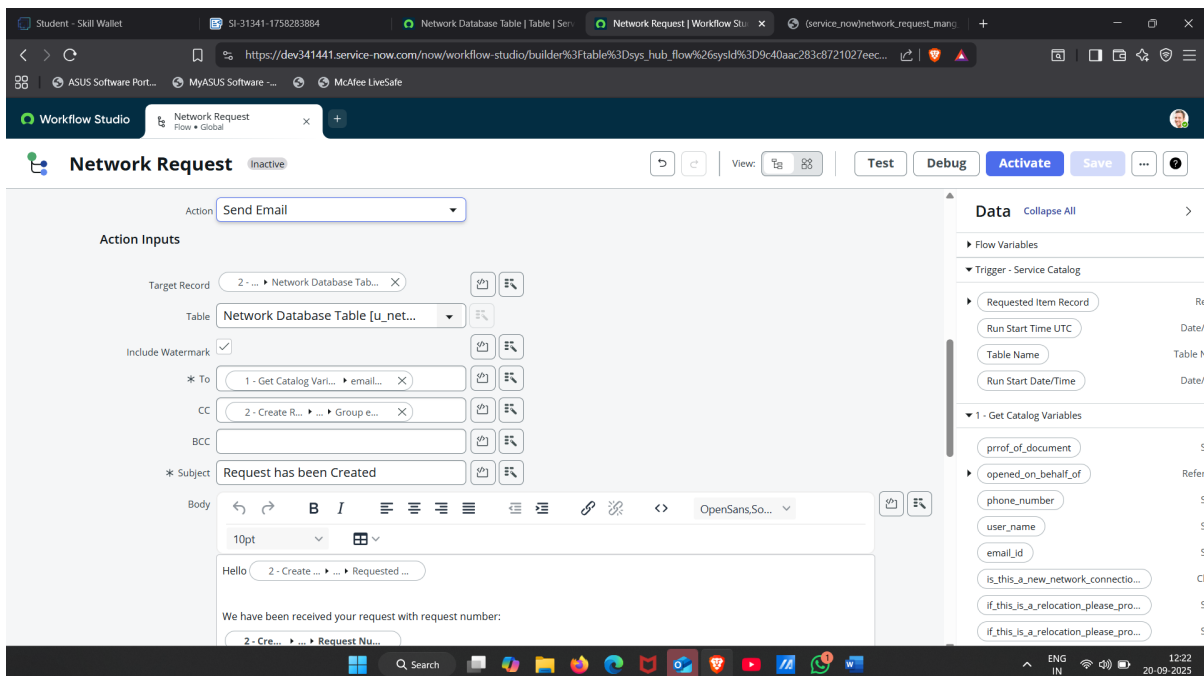 Student - Skill Wallet
SI-31341-1758283884
Network Database Table | Table | Serv
Network Request | Workflow Stu
(service_now)network_request_mang
https://dev341441.service-now.com/now/workflow-studio/builder%3Ftable%3Dsys_hub_flow%26sysId%3D9c40aac283c8721027eec...
ASUS Software Port...
MyASUS Software -...
McAfee LiveSafe
Workflow Studio
Network Request
Flow • Global
Network Request
Inactive
View:
Test
Debug
Activate
Save
Action
Send Email
Action Inputs
Target Record
2 - ... ▸ Network Database Tab...
Table
Network Database Table [u_net...
Include Watermark
* To
1 - Get Catalog Vari... ▸ email...
CC
2 - Create R... ▸ ... ▸ Group e...
BCC
* Subject
Request has been Created
Body
B I
OpenSans,So...
10pt
Hello 2 - Create ... ▸ ... ▸ Requested ...
We have been received your request with request number:
2 - Cre... ▸ ... ▸ Request Nu...
Data Collapse All
Flow Variables
Trigger - Service Catalog
Requested Item Record
Re
Run Start Time UTC
Date/
Table Name
Table N
Run Start Date/Time
Date/
1 - Get Catalog Variables
prrof_of_document
S
opened_on_behalf_of
Refer
phone_number
S
user_name
S
email_id
S
is_this_a_new_network_connectio...
Cl
if_this_is_a_relocation_please_pro...
S
if_this_is_a_relocation_please_pro...
S
Search
ENG
IN
12:22
20-09-2025